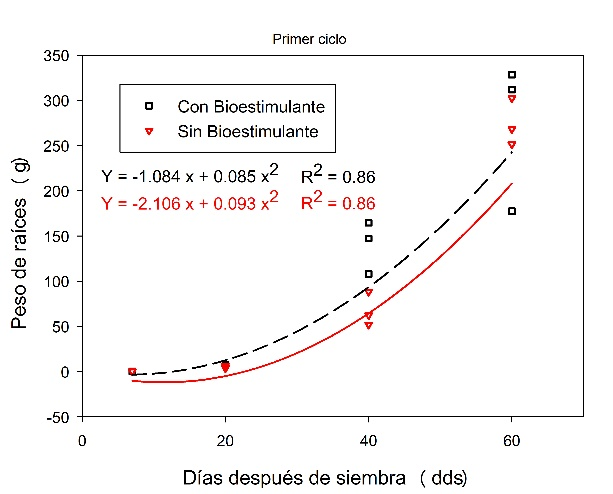 Primer ciclo
350
300
250
200
150
100
50
0
-50
Peso de raíces ( g)
Con Bioestimulante
Sin Bioestimulante
Y = -1.084 x + 0.085 x² R² = 0.86
Y = -2.106 x + 0.093 x² R² = 0.86
0 20 40 60
Días después de siembra ( dds)